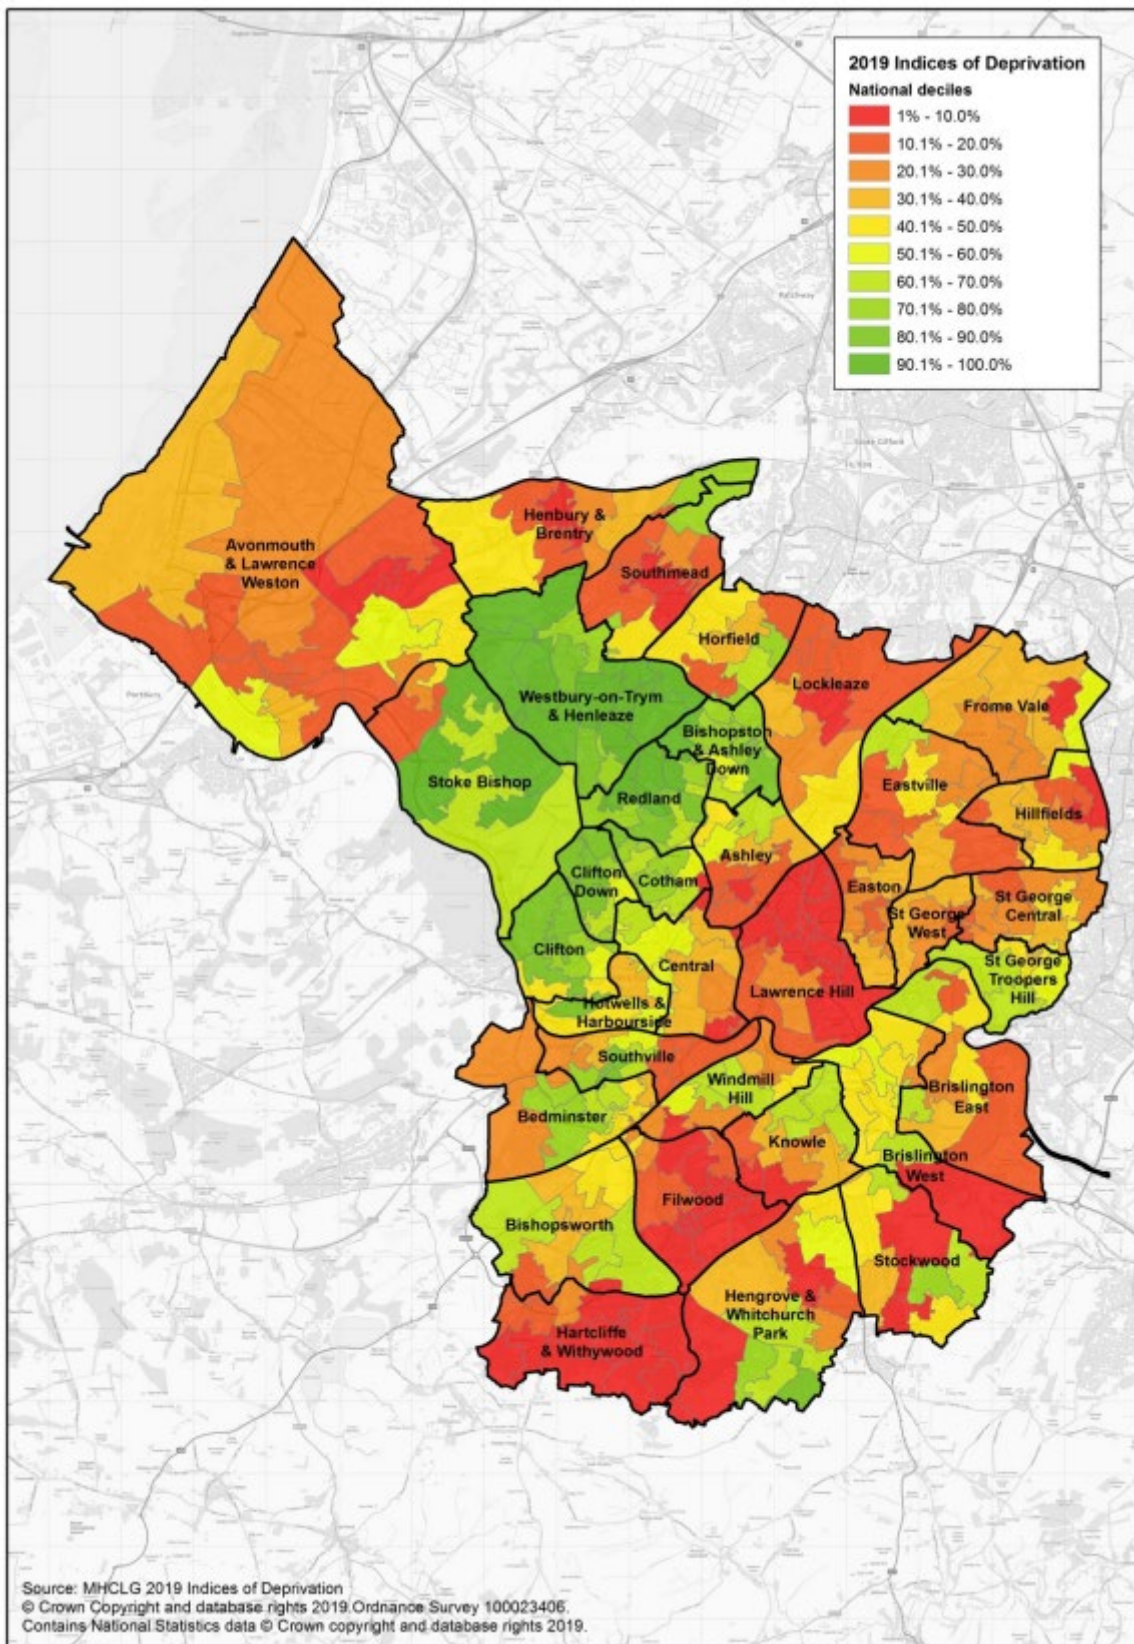 2019 Indices of Deprivation
National deciles
1% - 10.0%
10.1% - 20.0%
20.1% - 30.0%
30.1% - 40.0%
40.1% - 50.0%
50.1% - 60.0%
60.1% - 70.0%
70.1% - 80.0%
80.1% - 90.0%
90.1% - 100.0%
Avonmouth
& Lawrence
Weston
Henbury &
Brentry
Southmead
Horfield
Lockleaze
Frome Vale
Westbury-on-Trym
& Henleaze
Bishopston
& Ashley
Down
Stoke Bishop
Redland
Eastville
Hillfields
Ashley
Clifton
Down
Cotham
Easton
St George
West
St George
Central
Clifton
Central
Lawrence Hill
St George
Troopers
Hill
Hotwells &
Harbourside
Southville
Windmill
Hill
Bedminster
Knowle
Brislington
East
Brislington
West
Filwood
Bishopsworth
Stockwood
Hengrove &
Whitchurch
Park
Hartcliffe
& Withywood
Source: MHCLG 2019 Indices of Deprivation
© Crown Copyright and database rights 2019.Ordnance Survey 100023406.
Contains National Statistics data © Crown copyright and database rights 2019.